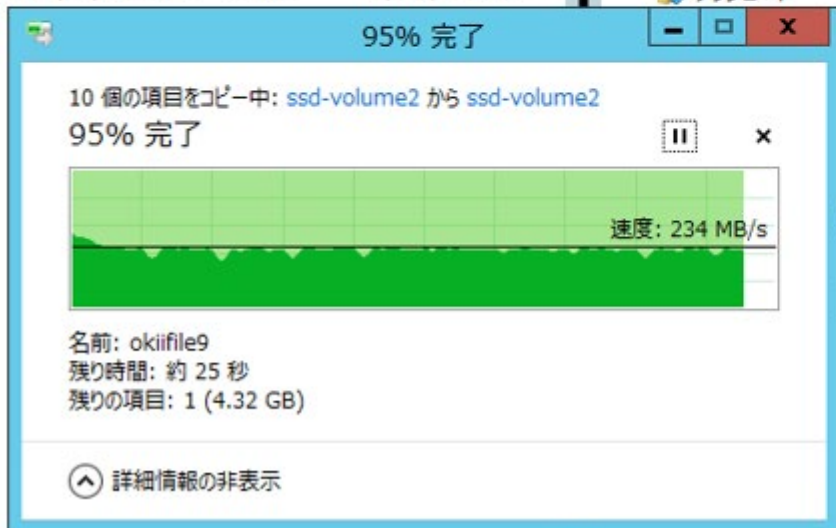 95% 完了
10 個の項目をコピー中: ssd-volume2 から ssd-volume2
95% 完了
速度: 234 MB/s
名前: okiifile9
残り時間: 約 25 秒
残りの項目: 1 (4.32 GB)
詳細情報の非表示